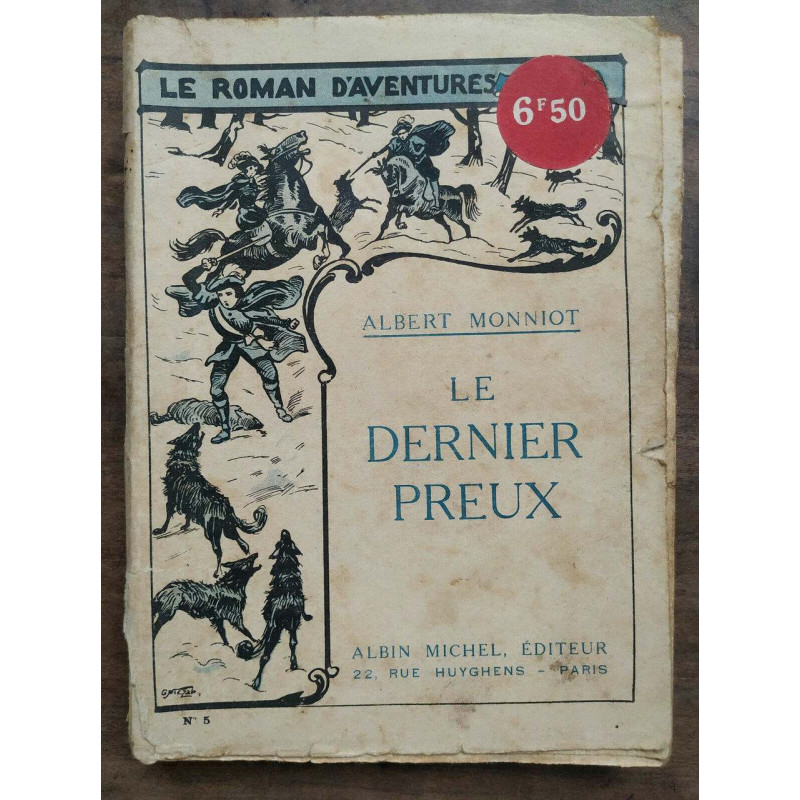 LE ROMAN D'AVENTURES
6F50
ALBERT MONNIOT
LE
DERNIER
PREUX
ALBIN MICHEL, ÉDITEUR
22, RUE HUYGHENS – PARIS
N° 5